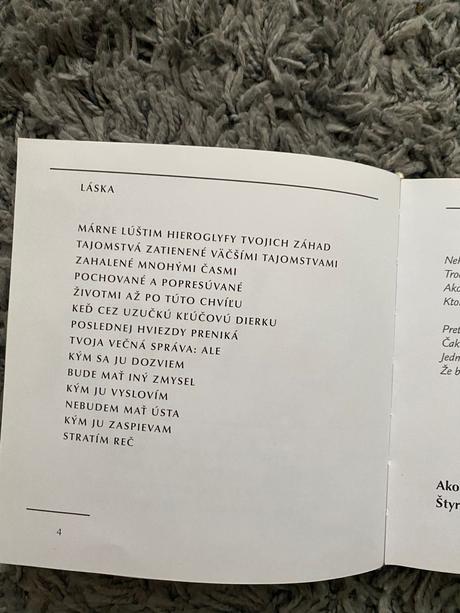 LÁSKA
MÁRNE LÚŠTIM HIEROGLYFY TVOJICH ZÁHAD
TAJOMSTVÁ ZATIENENÉ VÄČŠÍMI TAJOMSTVAMI
ZAHALENÉ MNOHÝMI ČASMI
POCHOVANÉ A POPRESÚVANÉ
ŽIVOTMI AŽ PO TÚTO CHVÍĽU
KEĎ CEZ UZUČKÚ KĽÚČOVÚ DIERKU
POSLEDNEJ HVIEZDY PRENIKÁ
TVOJA VEČNÁ SPRÁVA: ALE
KÝM SA JU DOZVIEM
BUDE MAŤ INÝ ZMYSEL
KÝM JU VYSLOVÍM
NEBUDEM MAŤ ÚSTA
KÝM JU ZASPIEVAM
STRATÍM REČ
4
Ako
Štyr